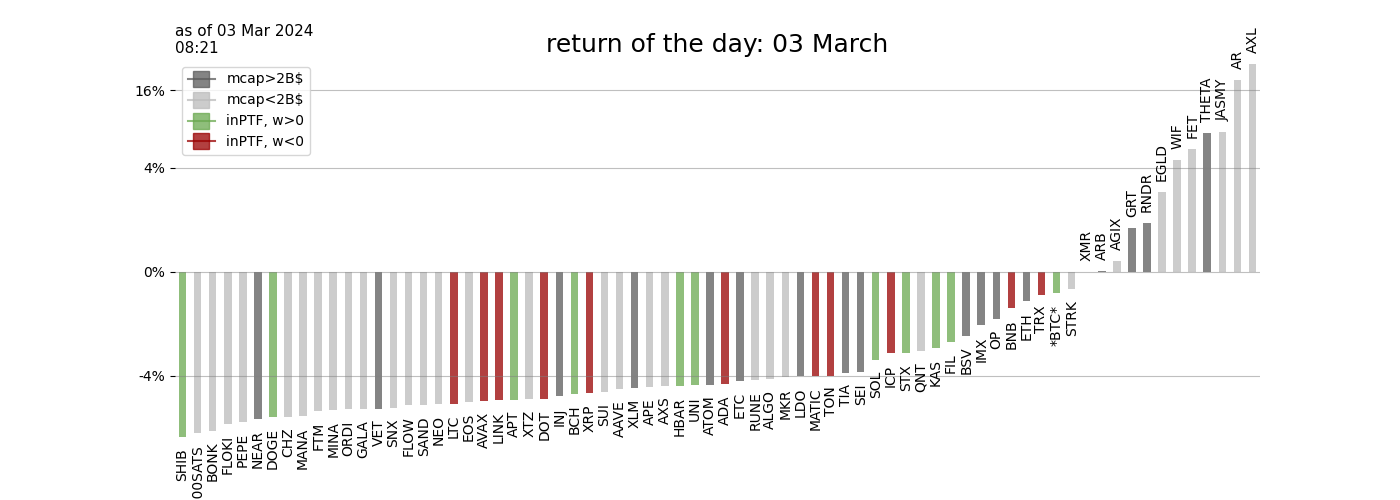 as of 03 Mar 2024
08:21
return of the day: 03 March
mcap>2B$
mcap<2B$
inPTF, w>0
inPTF, w<0
16%
4%
0%
-4%
SHIB
00SATS
BONK
FLOKI
PEPE
NEAR
DOGE
CHZ
MANA
FTM
MINA
ORDI
GALA
VET
SNX
FLOW
SAND
NEO
LTC
EOS
AVAX
LINK
APT
XTZ
DOT
INJ
BCH
XRP
SUI
AAVE
XLM
APE
AXS
HBAR
UNI
ATOM
ADA
ETC
RUNE
ALGO
MKR
LDO
MATIC
TON
TIA
SEI
SOL
ICP
STX
QNT
KAS
FIL
BSV
IMX
OP
BNB
ETH
TRX
*BTC*
STRK
XMR
ARB
AGIX
GRT
RNDR
EGLD
WIF
FET
THETA
JASMY
AR
AXL